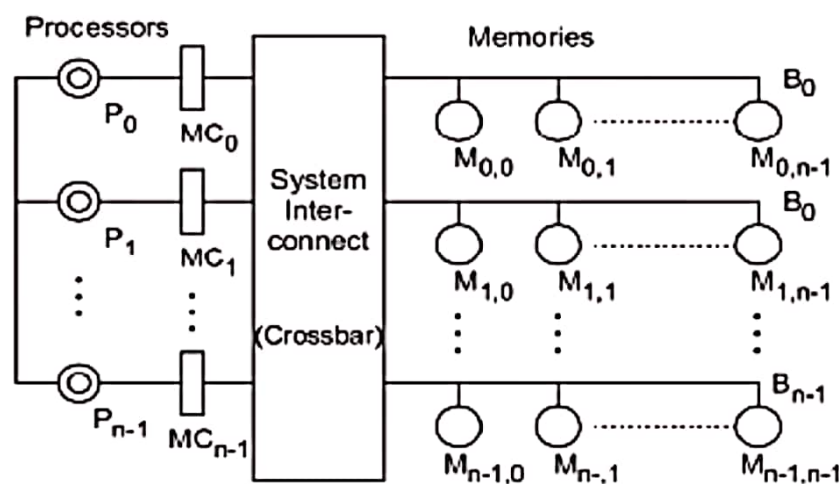 Processors Memories
B₀
P₀ MC₀ M₀,₀ M₀,₁ M₀,ₙ₋₁
System
Inter-
connect
B₀
P₁ MC₁ M₁,₀ M₁,₁ M₁,ₙ₋₁
(Crossbar)
Bₙ₋₁
Pₙ₋₁ MCₙ₋₁ Mₙ₋₁,₀ Mₙ₋,₁ Mₙ₋₁,ₙ₋₁